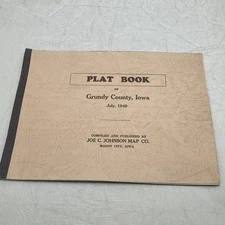 PLAT BOOK
OF
Grundy County, Iowa
July, 1949
COMPILED AND PUBLISHED BY
JOE C. JOHNSON MAP CO.
MASON CITY, IOWA